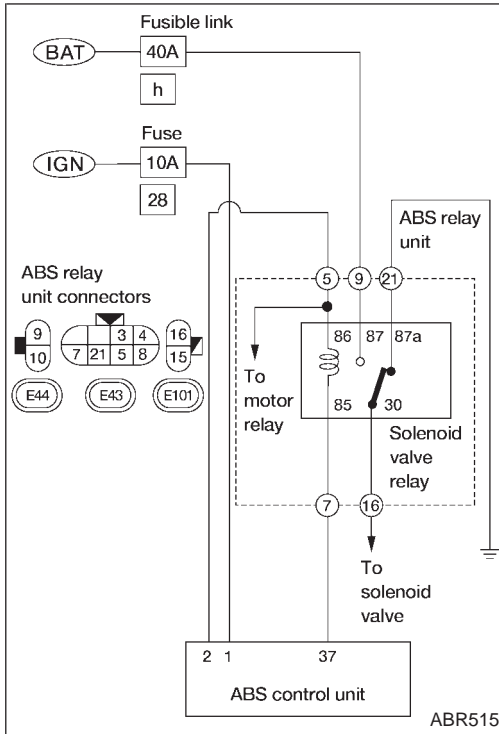 Fusible link
BAT
40A
h
Fuse
IGN
10A
28
ABS relay
unit
ABS relay
unit connectors
5 9 21
9
10
3 4
7 21 5 8
16
15
E44 E43 E101
86 87 87a
To
motor
relay
85 30
Solenoid
valve
relay
7 16
To
solenoid
valve
2 1 37
ABS control unit
ABR515